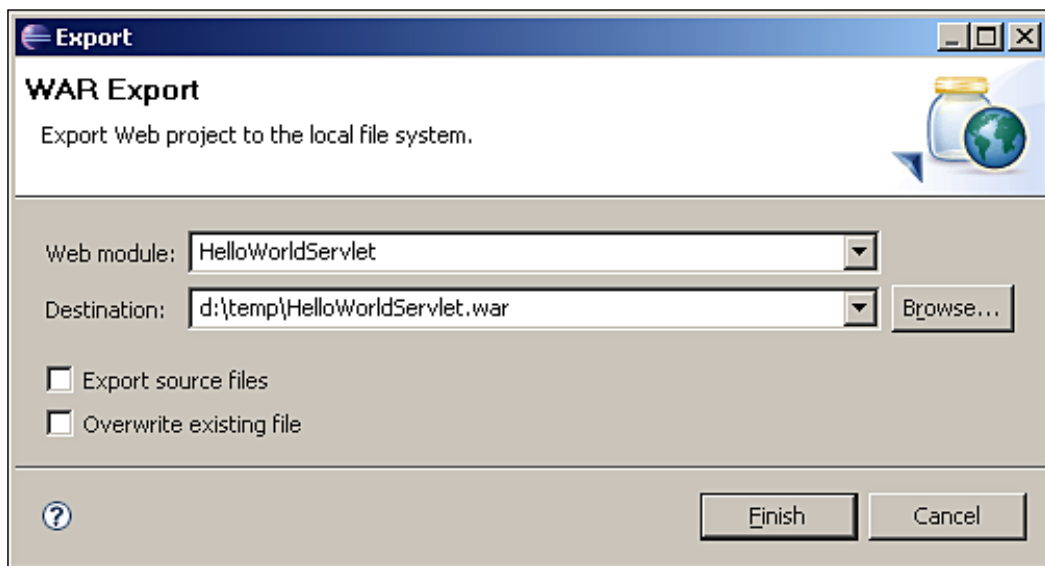 Export
WAR Export
Export Web project to the local file system.
Web module: HelloWorldServlet
Destination: d:\temp\HelloWorldServlet.war Browse...
Export source files
Overwrite existing file
? Finish Cancel